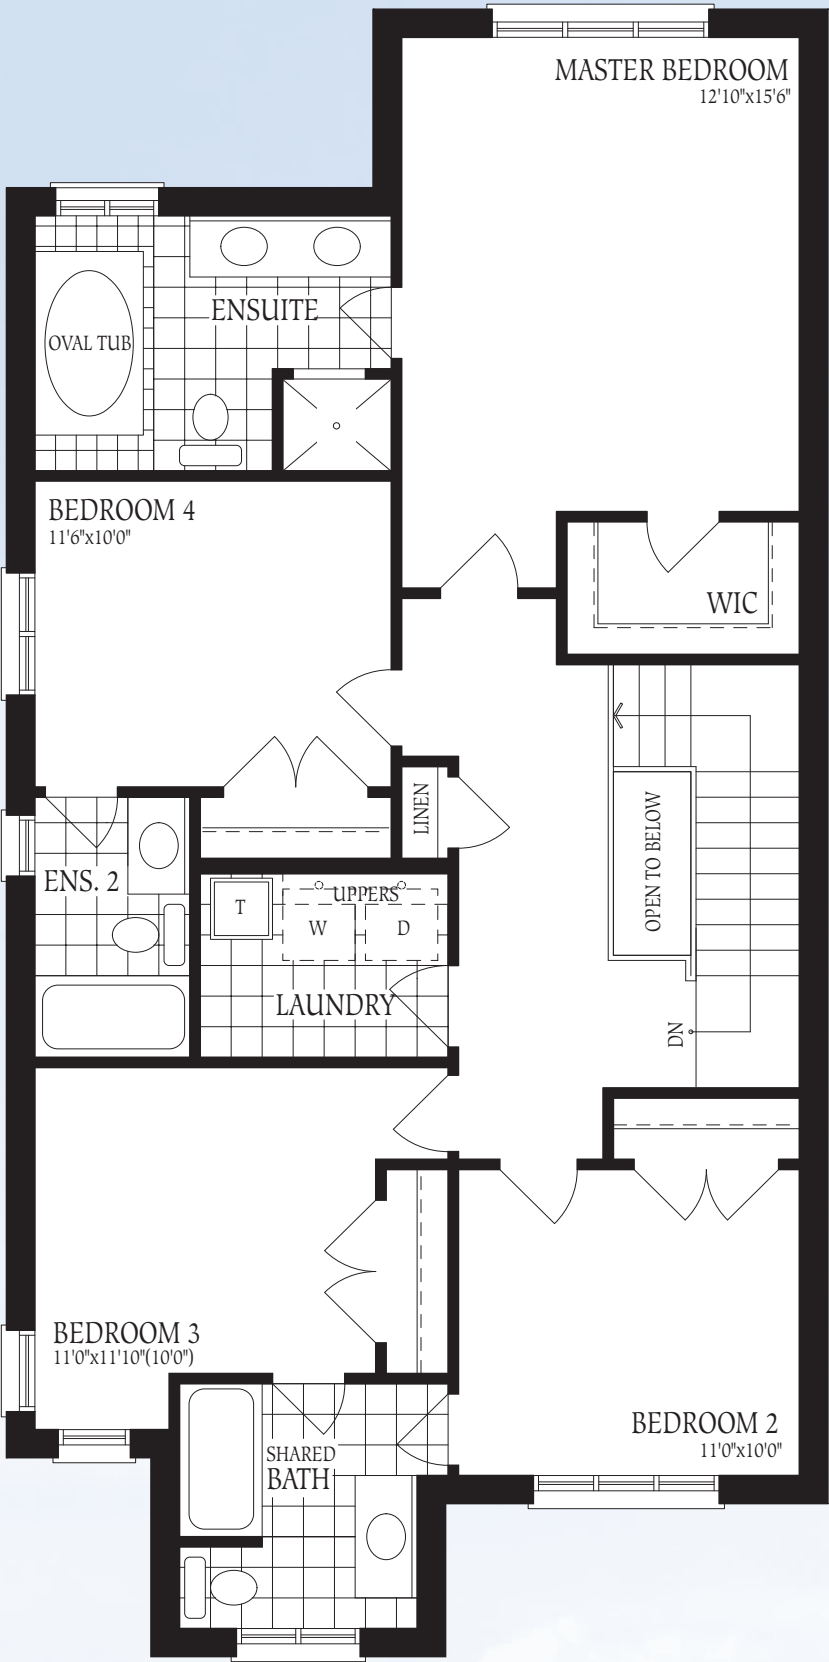 MASTER BEDROOM
12'10"x15'6"
ENSUITE
OVAL TUB
BEDROOM 4
11'6"x10'0"
WIC
LINEN
OPEN TO BELOW
ENS. 2
UPPERS
T
W
D
LAUNDRY
DN
BEDROOM 3
11'0"x11'10"(10'0")
BEDROOM 2
11'0"x10'0"
SHARED
BATH